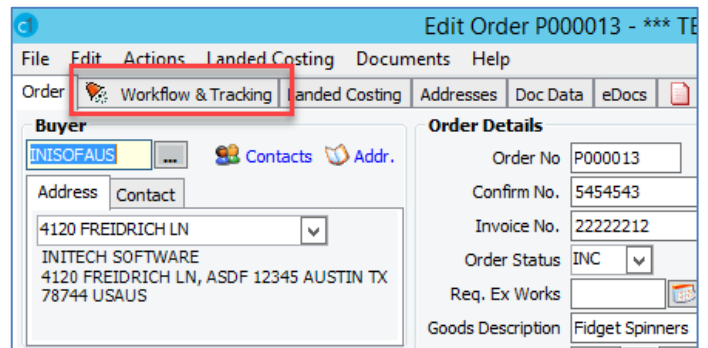 Edit Order P000013 - *** TE
File Edit Actions Landed Costing Documents Help
Order Workflow & Tracking Landed Costing Addresses Doc Data eDocs
Buyer
INISOFAUS ... Contacts Addr.
Address Contact
4120 FREIDRICH LN
INITECH SOFTWARE
4120 FREIDRICH LN, ASDF 12345 AUSTIN TX
78744 USAUS
Order Details
Order No P000013
Confirm No. 5454543
Invoice No. 22222212
Order Status INC
Req. Ex Works
Goods Description Fidget Spinners